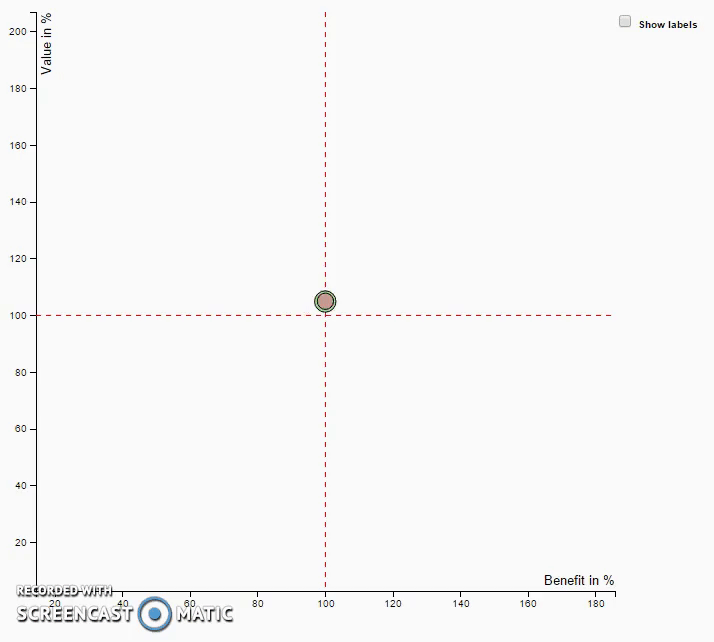 Value in %
200
180
160
140
120
100
80
60
40
20
Show labels
Benefit in %
20 40 60 80 100 120 140 160 180
RECORDED WITH
SCREENCAST MATIC